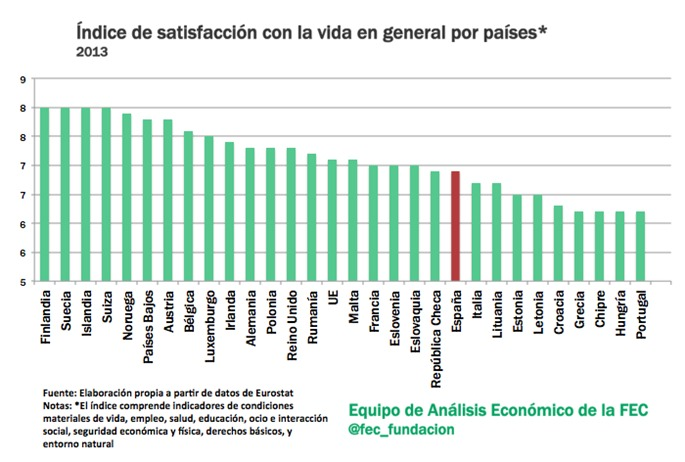 Índice de satisfacción con la vida en general por países*
2013
9
8
8
7
7
6
6
5
Finlandia
Suecia
Islandia
Suiza
Noruega
Países Bajos
Austria
Bélgica
Luxemburgo
Irlanda
Alemania
Polonia
Reino Unido
Rumanía
UE
Malta
Francia
Eslovenia
Eslovaquia
República Checa
España
Italia
Lituania
Estonia
Letonia
Croacia
Grecia
Chipre
Hungría
Portugal
Fuente: Elaboración propia a partir de datos de Eurostat
Notas: *El índice comprende indicadores de condiciones
materiales de vida, empleo, salud, educación, ocio e interacción
social, seguridad económica y física, derechos básicos, y
entorno natural
Equipo de Análisis Económico de la FEC
@fec_fundacion